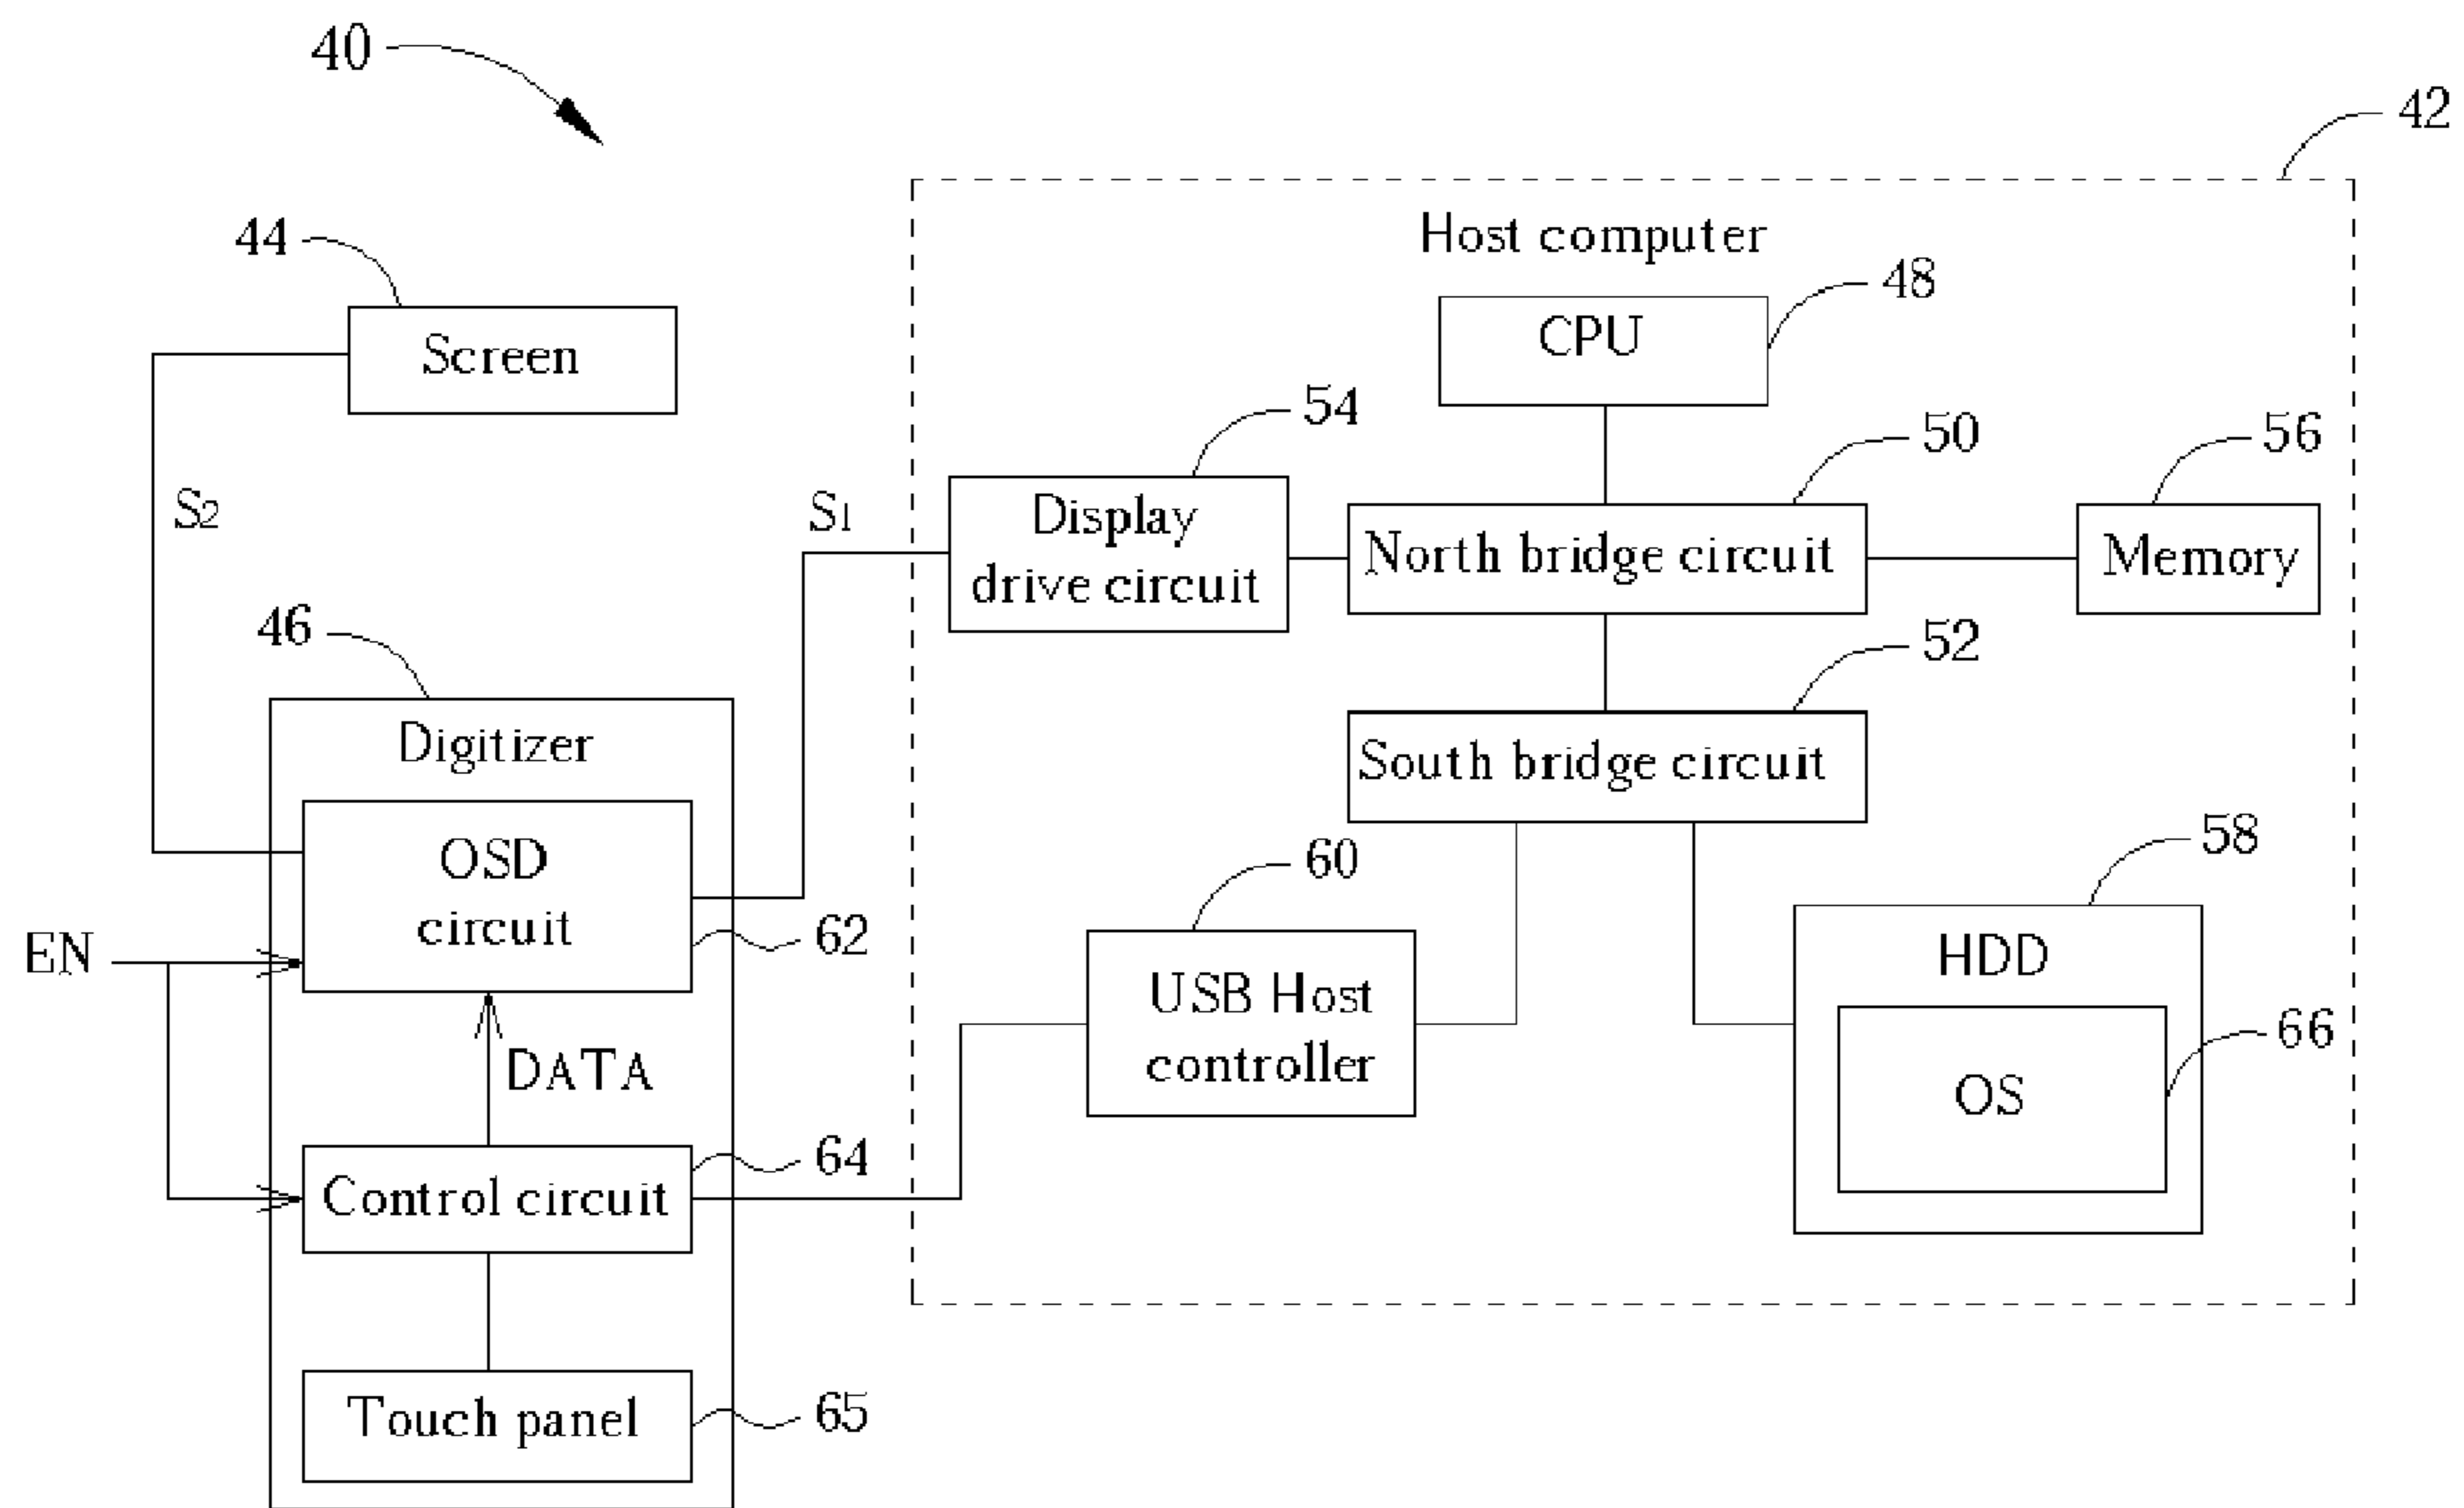 40
42
Host computer
44
48
CPU
Screen
54
50
56
S2
S1
Display
drive circuit
North bridge circuit
Memory
46
52
Digitizer
South bridge circuit
58
60
OSD
circuit
62
EN
HDD
USB Host
controller
66
DATA
OS
64
Control circuit
65
Touch panel